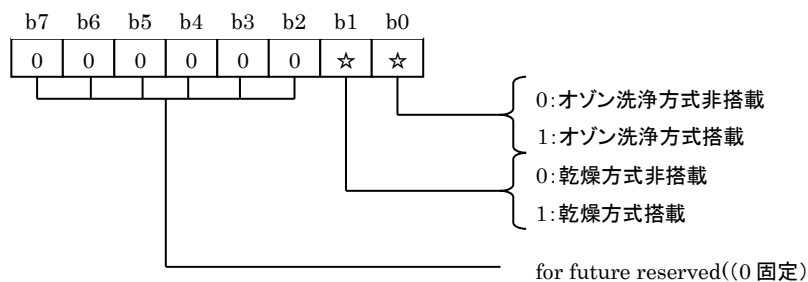 b7 b6 b5 b4 b3 b2 b1 b0
0 0 0 0 0 0 ☆ ☆
0:オゾン洗浄方式非搭載
1:オゾン洗浄方式搭載
0:乾燥方式非搭載
1:乾燥方式搭載
for future reserved((0 固定)